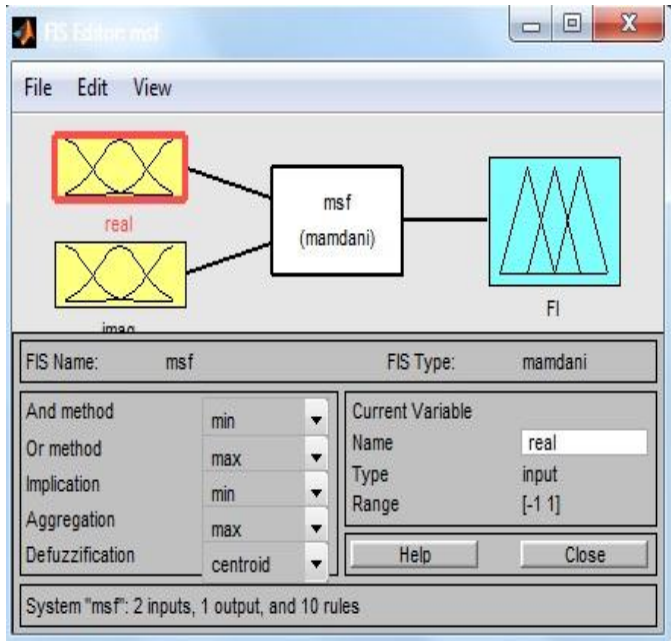 FIS Editor: msf
File Edit View
real
msf
(mamdani)
imag
FI
FIS Name: msf FIS Type: mamdani
And method min
Or method max
Implication min
Aggregation max
Defuzzification centroid
Current Variable
Name real
Type input
Range [-1 1]
Help Close
System "msf": 2 inputs, 1 output, and 10 rules